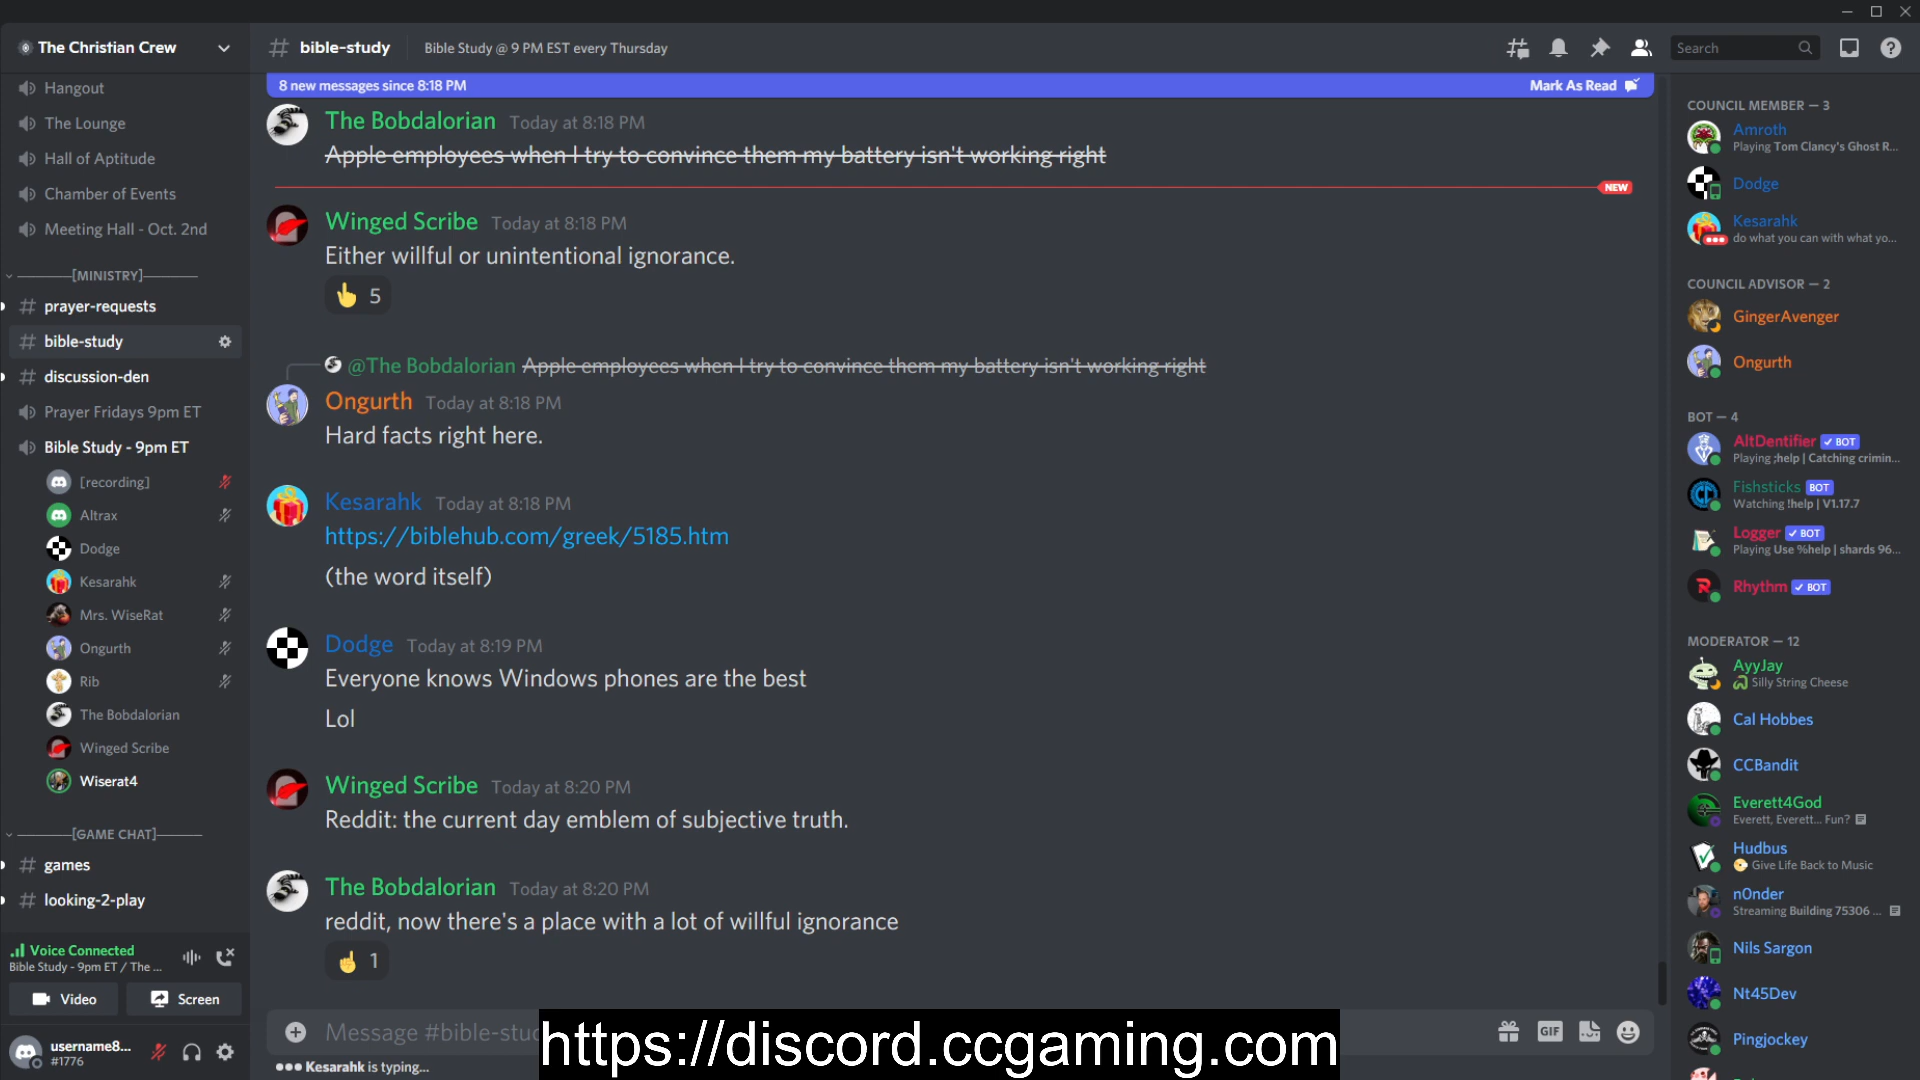 The Christian Crew
Hangout
The Lounge
Hall of Aptitude
Chamber of Events
Meeting Hall - Oct. 2nd
[MINISTRY]
# prayer-requests
# bible-study
# discussion-den
Prayer Fridays 9pm ET
Bible Study - 9pm ET
[recording]
Altrax
Dodge
Kesarahk
Mrs. WiseRat
Ongurth
Rib
The Bobdalorian
Winged Scribe
Wiserat4
[GAME CHAT]
# games
# looking-2-play
Voice Connected
Bible Study - 9pm ET / The ...
Video Screen
username8...
#1776
# bible-study Bible Study @ 9 PM EST every Thursday
Search
8 new messages since 8:18 PM Mark As Read
The Bobdalorian Today at 8:18 PM
Apple employees when I try to convince them my battery isn't working right
NEW
Winged Scribe Today at 8:18 PM
Either willful or unintentional ignorance.
5
@The Bobdalorian Apple employees when I try to convince them my battery isn't working right
Ongurth Today at 8:18 PM
Hard facts right here.
Kesarahk Today at 8:18 PM
https://biblehub.com/greek/5185.htm
(the word itself)
Dodge Today at 8:19 PM
Everyone knows Windows phones are the best
Lol
Winged Scribe Today at 8:20 PM
Reddit: the current day emblem of subjective truth.
The Bobdalorian Today at 8:20 PM
reddit, now there's a place with a lot of willful ignorance
1
Message #bible-stu
GIF
Kesarahk is typing...
https://discord.ccgaming.com
COUNCIL MEMBER — 3
Amroth
Playing Tom Clancy's Ghost R...
Dodge
Kesarahk
do what you can with what yo...
COUNCIL ADVISOR — 2
GingerAvenger
Ongurth
BOT — 4
AltDentifier BOT
Playing ;help | Catching crimin...
Fishsticks BOT
Watching !help | V1.17.7
Logger BOT
Playing Use %help | shards 96...
Rhythm BOT
MODERATOR — 12
AyyJay
Silly String Cheese
Cal Hobbes
CCBandit
Everett4God
Everett, Everett... Fun?
Hudbus
Give Life Back to Music
n0nder
Streaming Building 75306 ...
Nils Sargon
Nt45Dev
Pingjockey